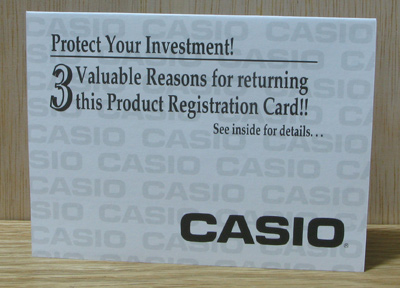 Protect Your Investment!
3 Valuable Reasons for returning
this Product Registration Card!!
See inside for details...
CASIO